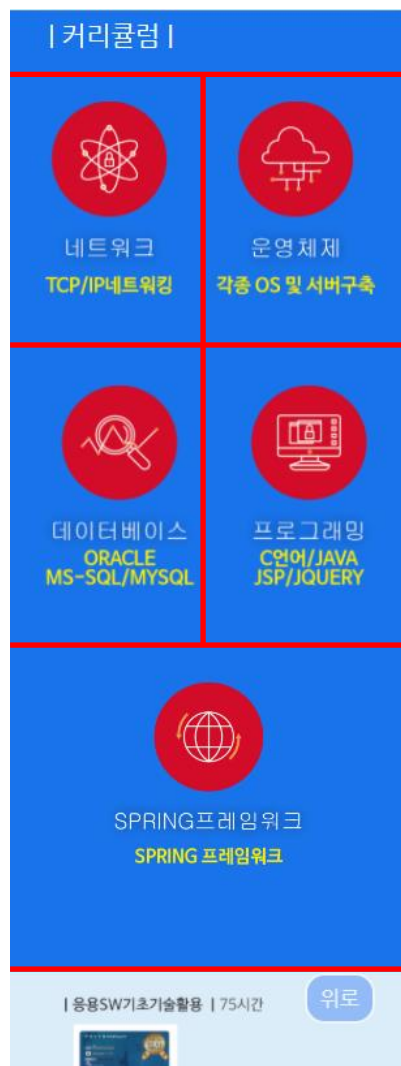 | 커리큘럼 |
네트워크
TCP/IP네트워킹
운영체제
각종 OS 및 서버구축
데이터베이스
ORACLE
MS-SQL/MYSQL
프로그래밍
C언어/JAVA
JSP/JQUERY
SPRING프레임워크
SPRING 프레임워크
| 응용SW기초기술활용 | 75시간
위로